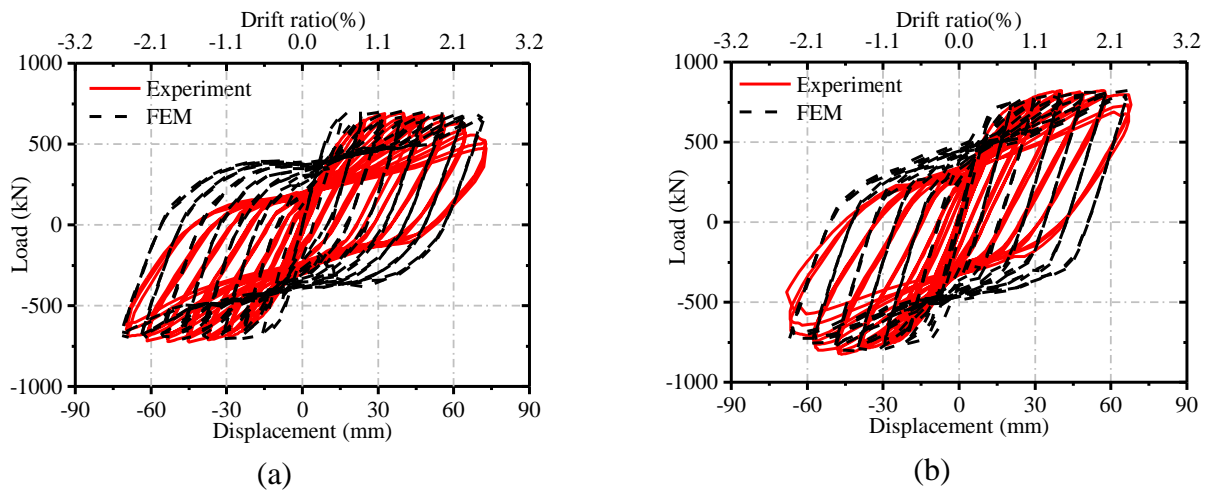 Drift ratio(%)
-3.2 -2.1 -1.1 0.0 1.1 2.1 3.2
1000
500
0
-500
-1000
Load (kN)
Experiment
FEM
-90 -60 -30 0 30 60 90
Displacement (mm)
(a)
Drift ratio(%)
-3.2 -2.1 -1.1 0.0 1.1 2.1 3.2
1000
500
0
-500
-1000
Load (kN)
Experiment
FEM
-90 -60 -30 0 30 60 90
Displacement (mm)
(b)